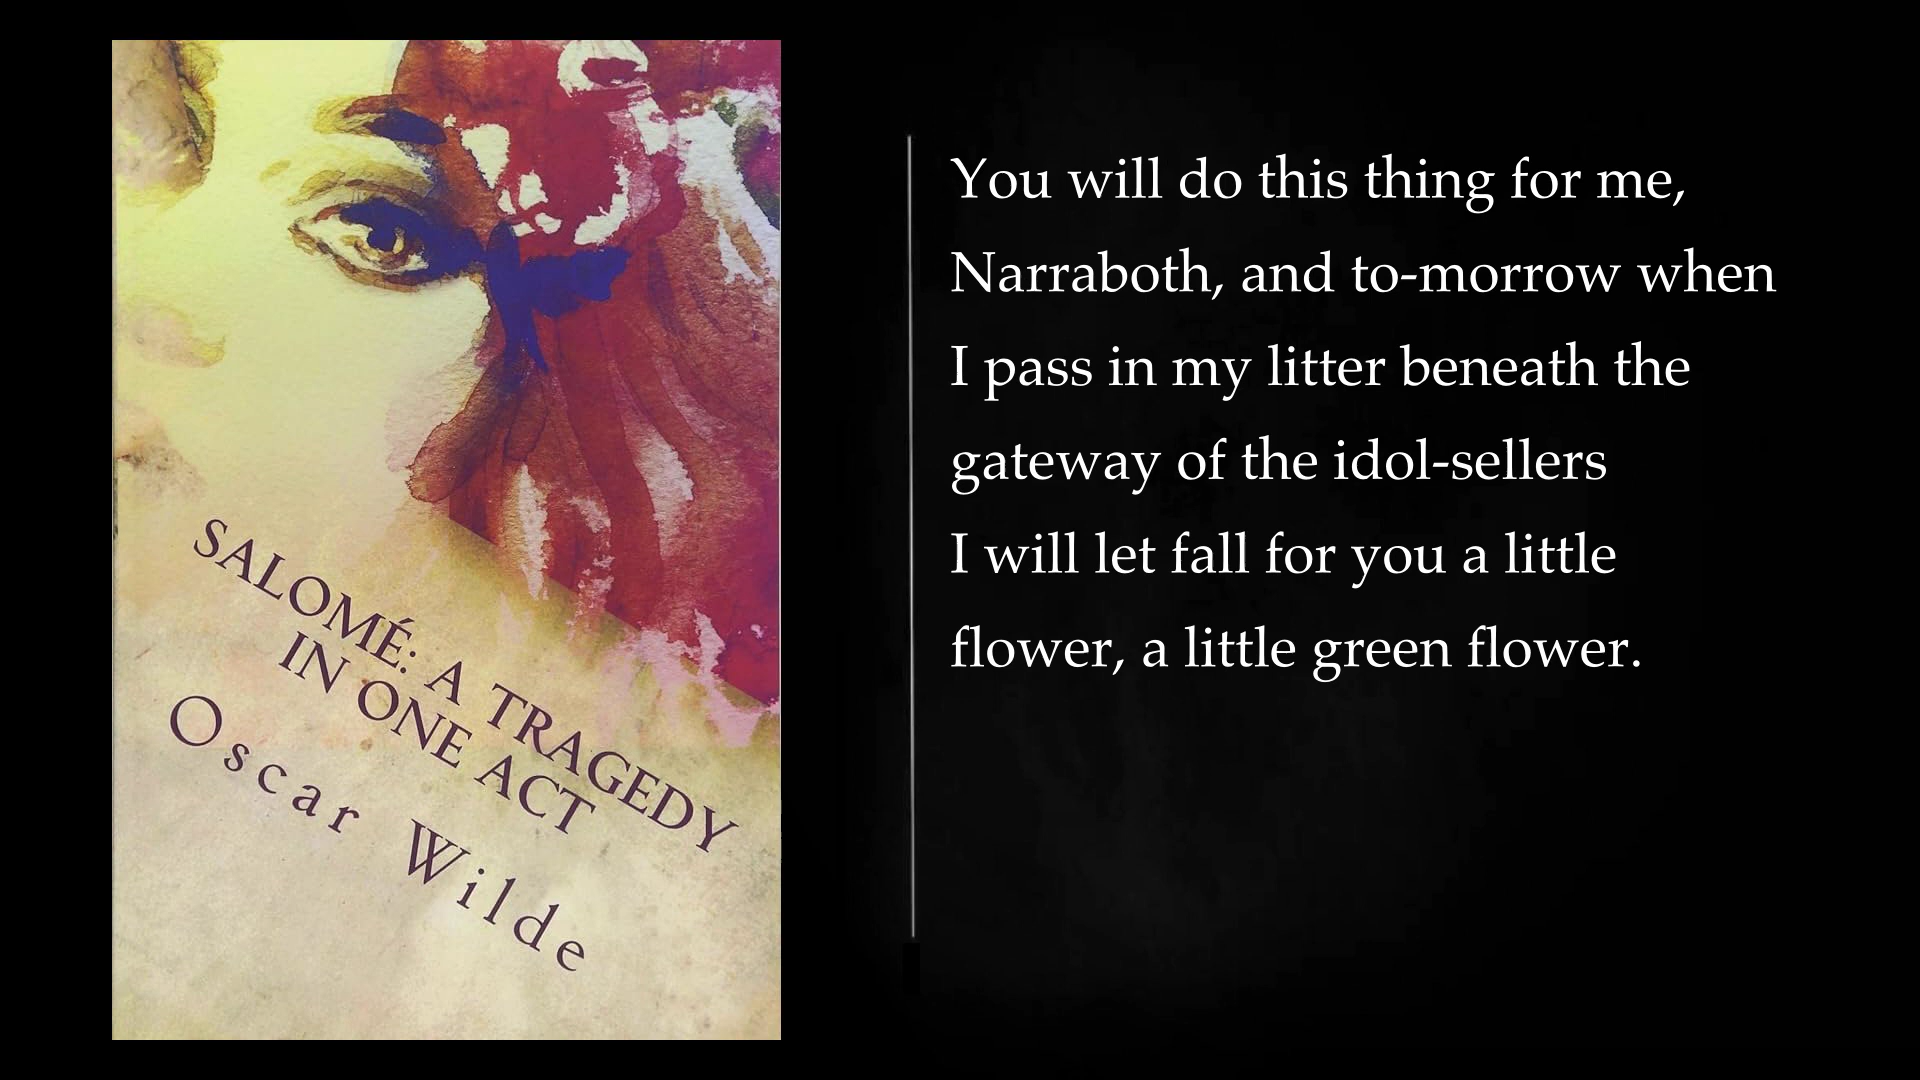 SALOMÉ: A TRAGEDY
IN ONE ACT
Oscar Wilde
You will do this thing for me,
Narraboth, and to-morrow when
I pass in my litter beneath the
gateway of the idol-sellers
I will let fall for you a little
flower, a little green flower.